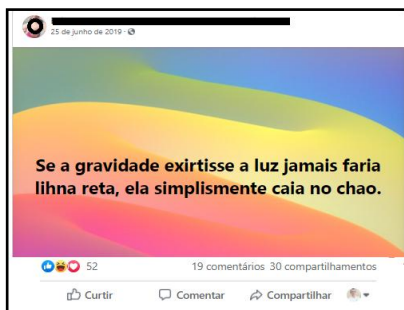 25 de junho de 2019 ·
Se a gravidade exirtisse a luz jamais faria
lihna reta, ela simplismente caia no chao.
52
19 comentários 30 compartilhamentos
Curtir
Comentar
Compartilhar